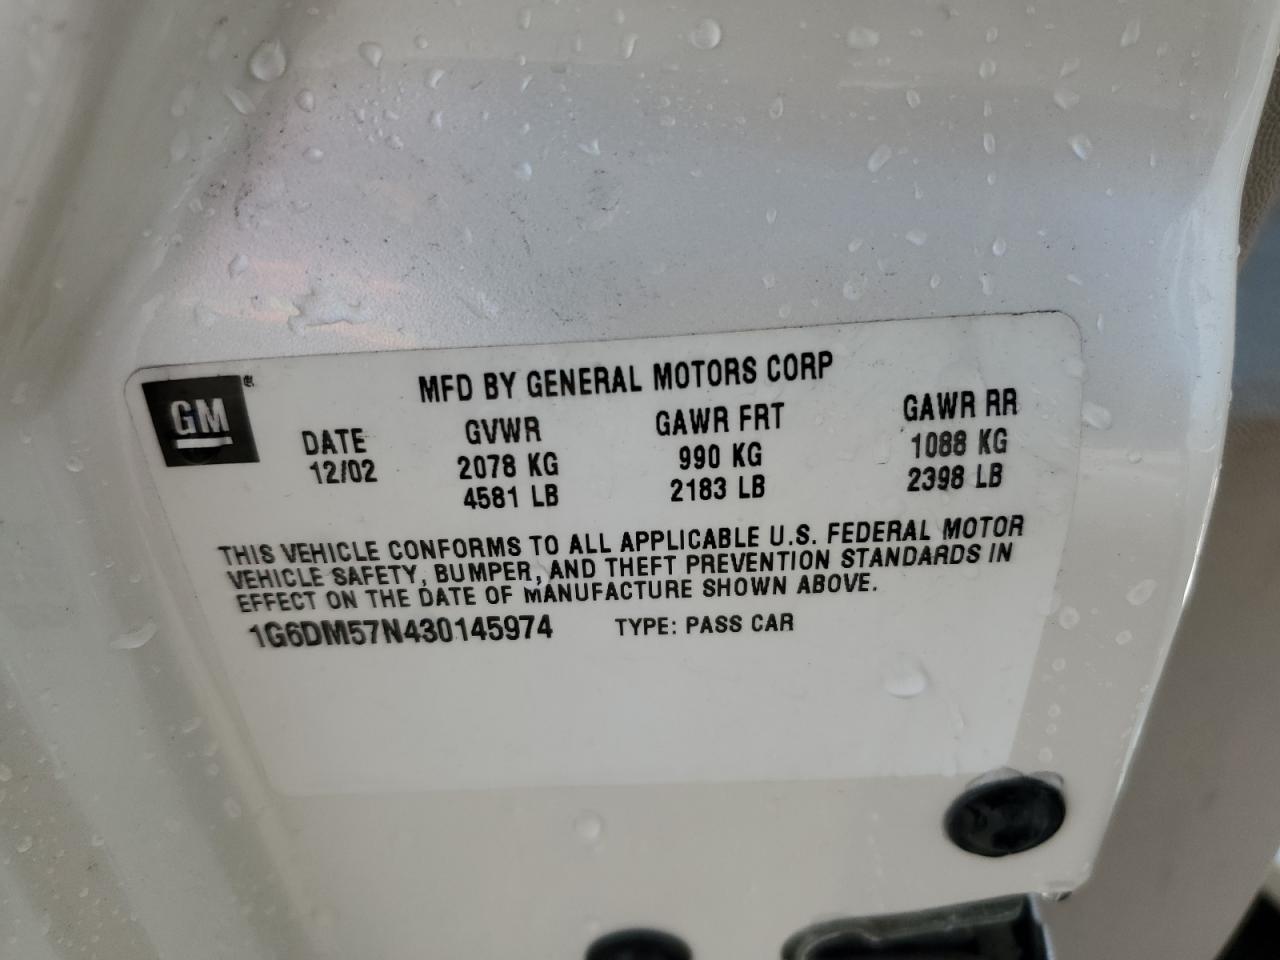 GM®
MFD BY GENERAL MOTORS CORP
DATE GVWR GAWR FRT GAWR RR
12/02 2078 KG 990 KG 1088 KG
4581 LB 2183 LB 2398 LB
THIS VEHICLE CONFORMS TO ALL APPLICABLE U.S. FEDERAL MOTOR
VEHICLE SAFETY, BUMPER, AND THEFT PREVENTION STANDARDS IN
EFFECT ON THE DATE OF MANUFACTURE SHOWN ABOVE.
1G6DM57N430145974 TYPE: PASS CAR